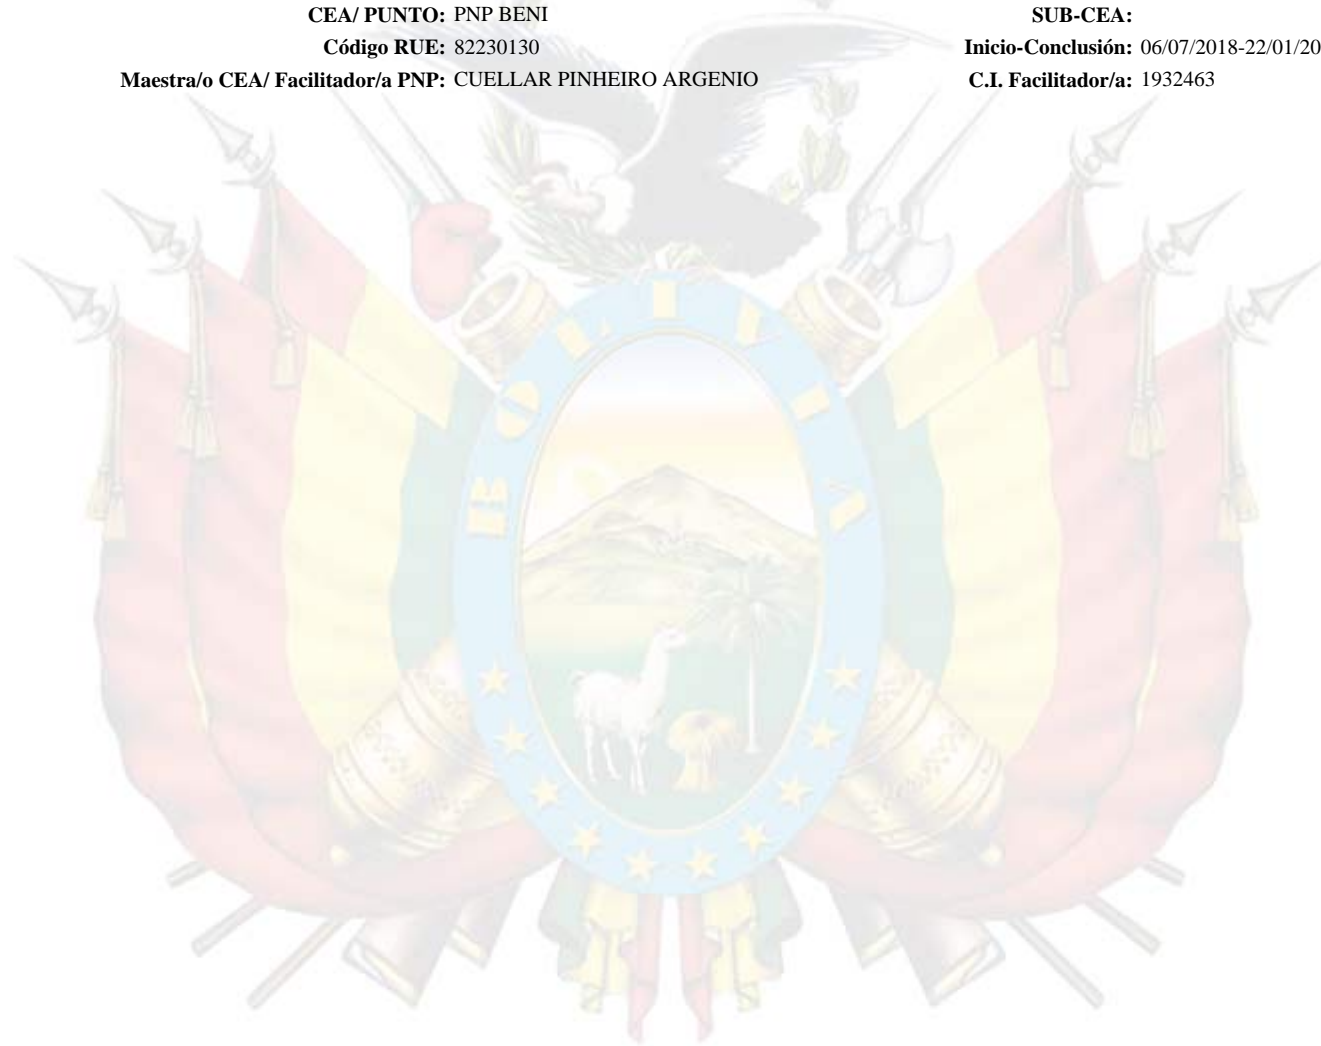 CEA/ PUNTO: PNP BENI SUB-CEA:
Código RUE: 82230130 Inicio-Conclusión: 06/07/2018-22/01/20
Maestra/o CEA/ Facilitador/a PNP: CUELLAR PINHEIRO ARGENIO C.I. Facilitador/a: 1932463
BOLIVIA